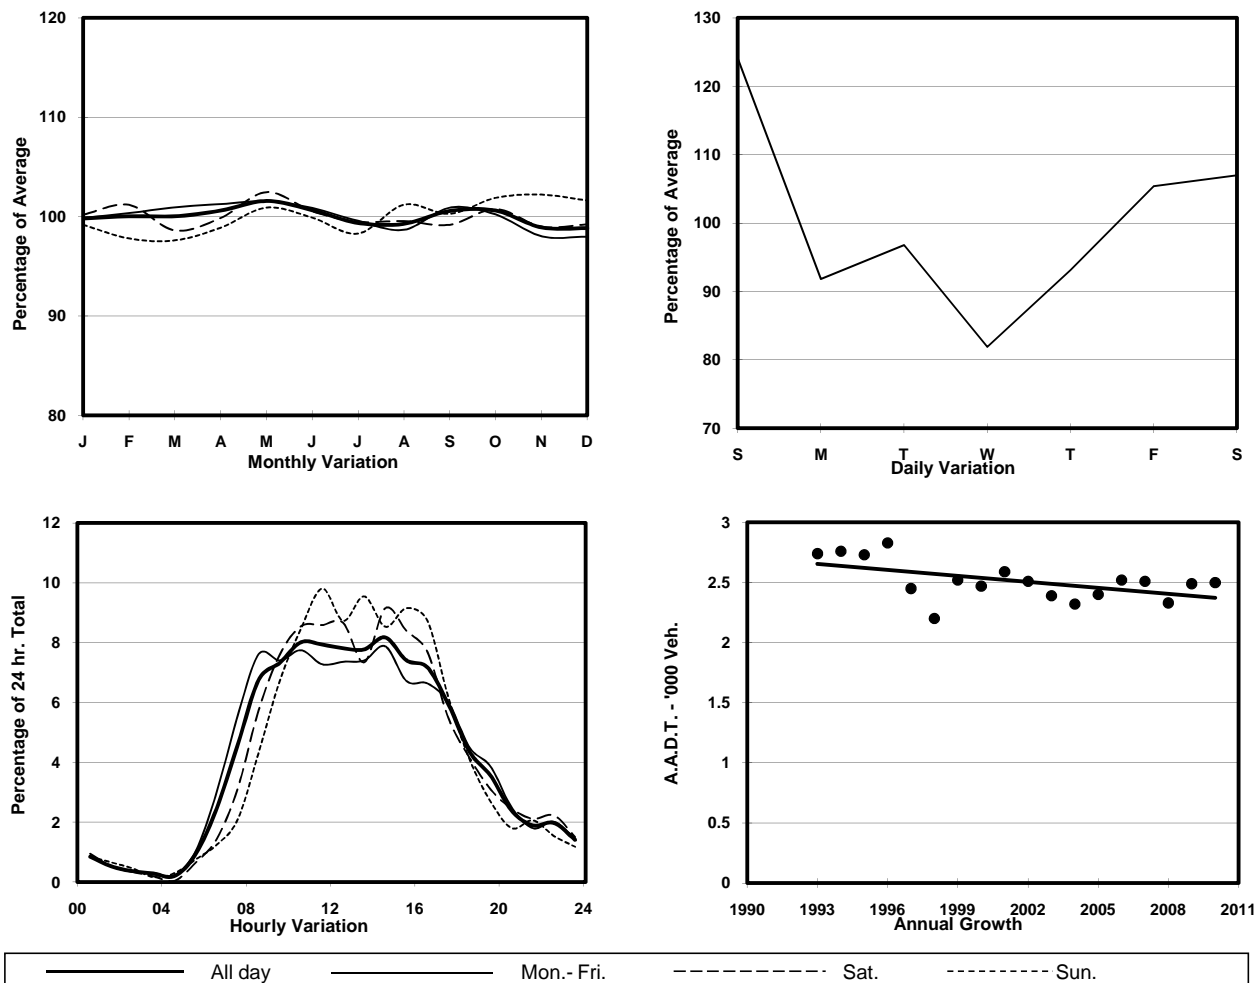 120
110
100
90
80
Percentage of Average
J F M A M J J A S O N D
Monthly Variation
130
120
110
100
90
80
70
Percentage of Average
S M T W T F S
Daily Variation
12
10
8
6
4
2
0
Percentage of 24 hr. Total
00 04 08 12 16 20 24
Hourly Variation
3
2.5
2
1.5
1
0.5
0
A.A.D.T. - '000 Veh.
1990 1993 1996 1999 2002 2005 2008 2011
Annual Growth
All day Mon.- Fri. Sat. Sun.